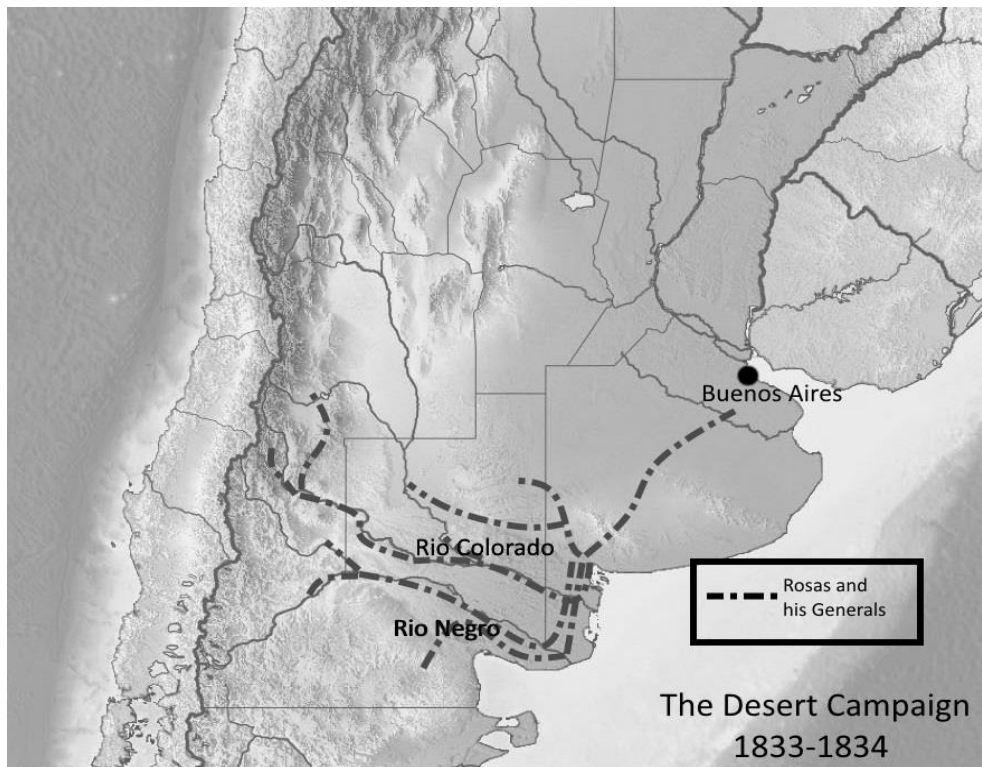 Buenos Aires
Rio Colorado
Rio Negro
Rosas and
his Generals
The Desert Campaign
1833-1834